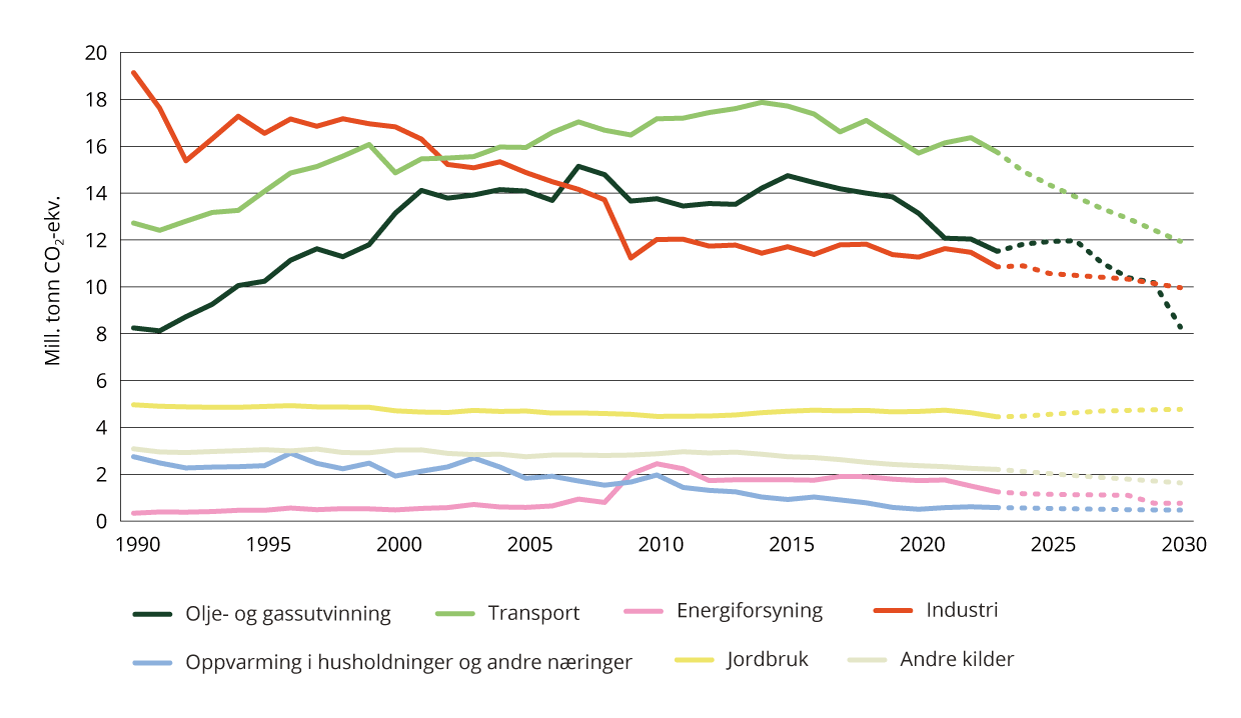 20
18
16
14
12
10
8
6
4
2
0
Mill. tonn CO₂-ekv.
1990 1995 2000 2005 2010 2015 2020 2025 2030
Olje- og gassutvinning Transport Energiforsyning Industri
Oppvarming i husholdninger og andre næringer Jordbruk Andre kilder